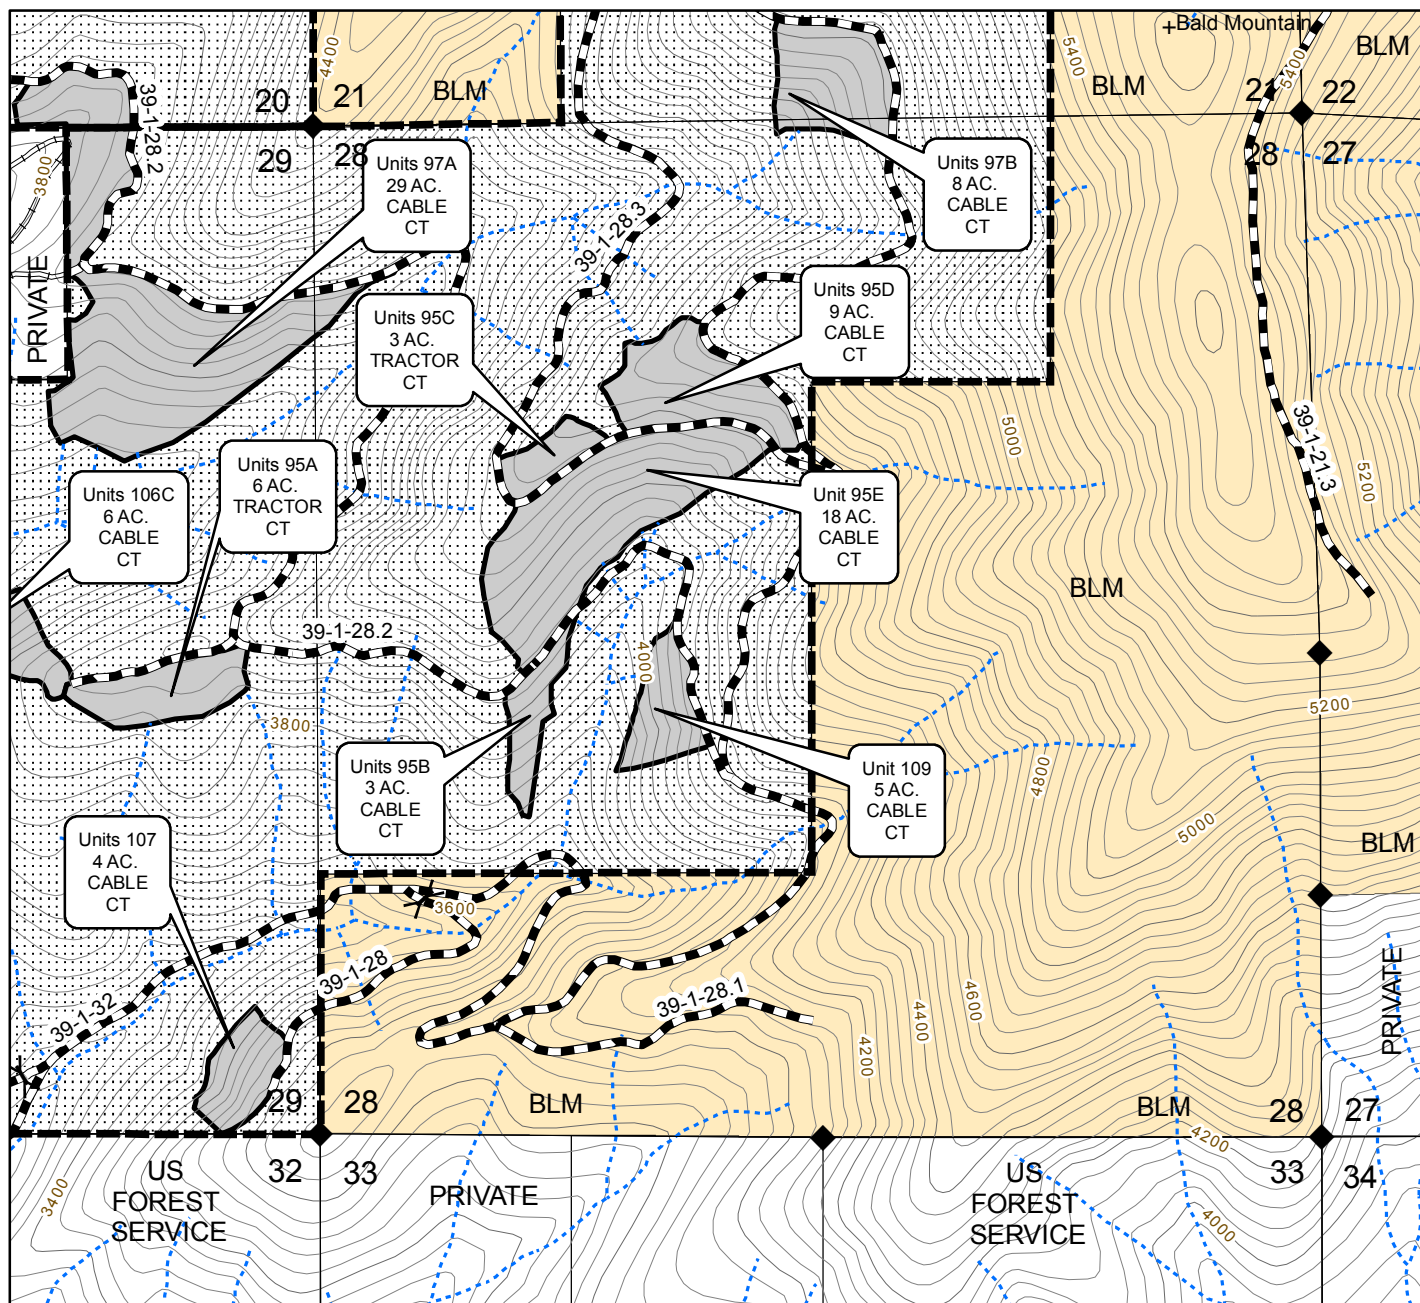 Bald Mountain
BLM
5400
BLM
5400
4400
20
21
BLM
21
22
39-1-28.2
29
28
28
27
3800
Units 97A
29 AC.
CABLE
CT
Units 97B
8 AC.
CABLE
CT
39-1-28.3
PRIVATE
Units 95C
3 AC.
TRACTOR
CT
Units 95D
9 AC.
CABLE
CT
5000
39-1-21.3
5200
Units 106C
6 AC.
CABLE
CT
Units 95A
6 AC.
TRACTOR
CT
Unit 95E
18 AC.
CABLE
CT
BLM
39-1-28.2
4000
3800
5200
Units 95B
3 AC.
CABLE
CT
Unit 109
5 AC.
CABLE
CT
4800
5000
BLM
Units 107
4 AC.
CABLE
CT
3600
39-1-28
39-1-32
39-1-28.1
4600
4400
4200
PRIVATE
29
28
BLM
BLM
28
27
4200
32
33
33
34
US
FOREST
SERVICE
PRIVATE
US
FOREST
SERVICE
3400
4000